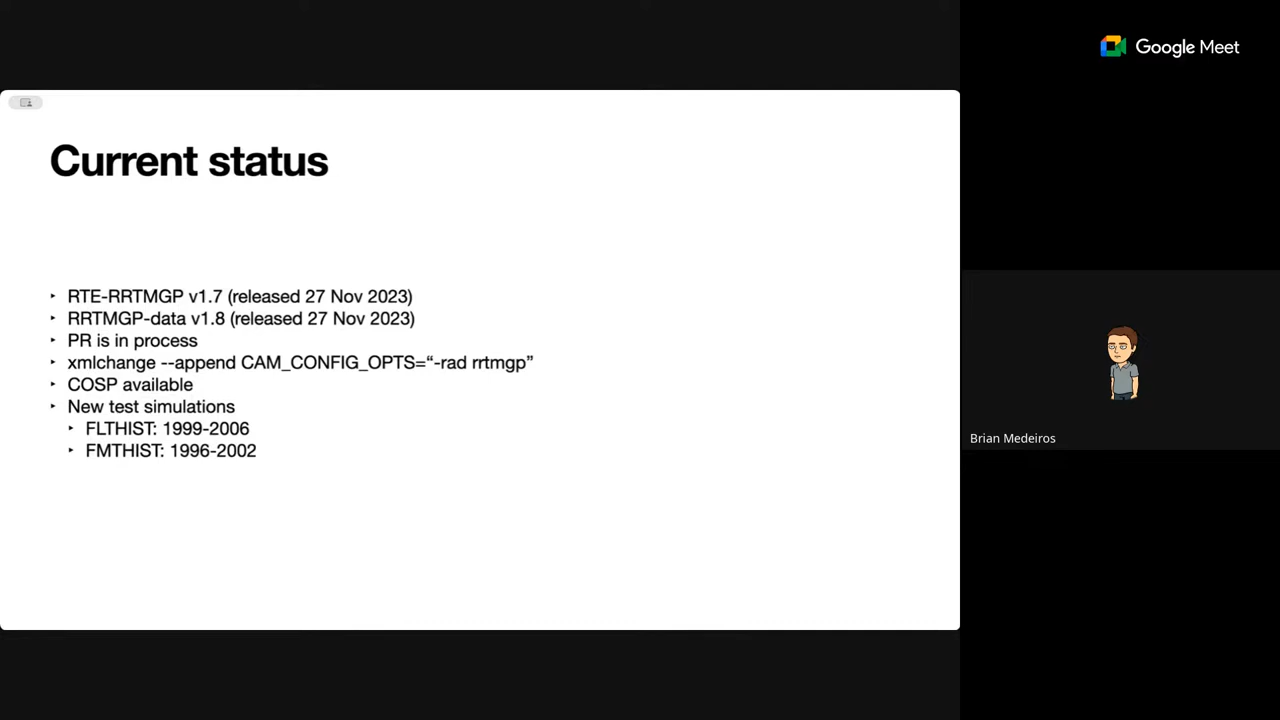 Google Meet
Current status
‣ RTE-RRTMGP v1.7 (released 27 Nov 2023)
‣ RRTMGP-data v1.8 (released 27 Nov 2023)
‣ PR is in process
‣ xmlchange --append CAM_CONFIG_OPTS=“-rad rrtmgp”
‣ COSP available
‣ New test simulations
‣ FLTHIST: 1999-2006
‣ FMTHIST: 1996-2002
Brian Medeiros